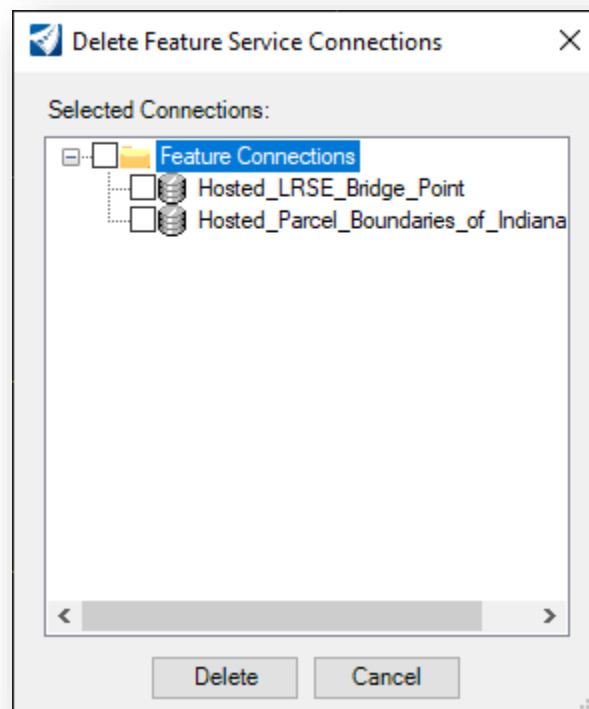 Delete Feature Service Connections
Selected Connections:
Feature Connections
Hosted_LRSE_Bridge_Point
Hosted_Parcel_Boundaries_of_Indiana
Delete
Cancel